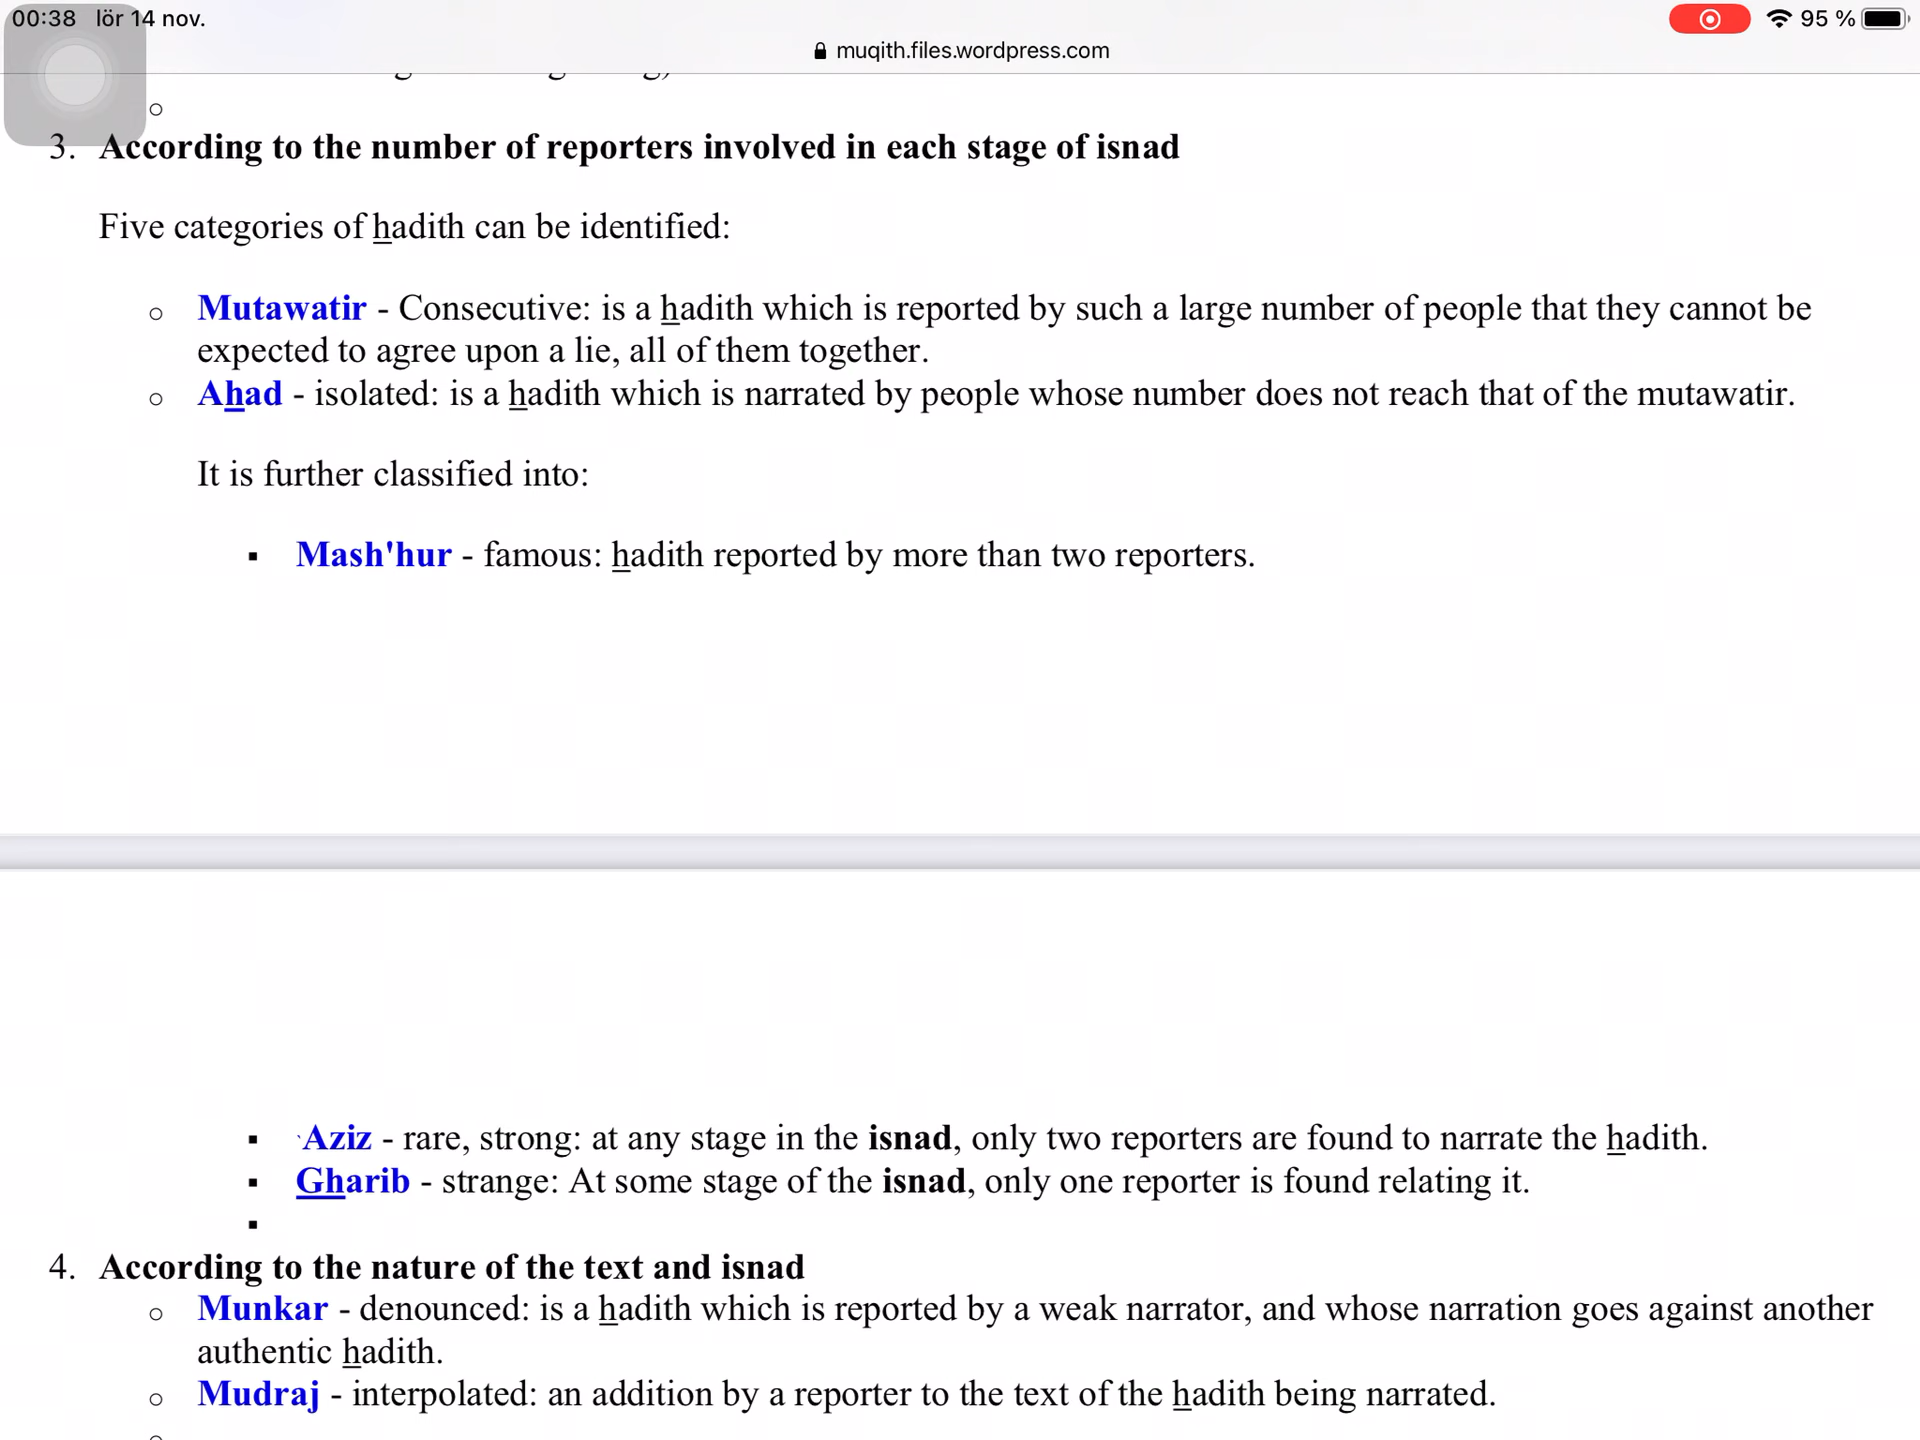 00:38 lör 14 nov.
95 %
muqith.files.wordpress.com
3. According to the number of reporters involved in each stage of isnad
Five categories of hadith can be identified:
Mutawatir - Consecutive: is a hadith which is reported by such a large number of people that they cannot be
expected to agree upon a lie, all of them together.
Ahad - isolated: is a hadith which is narrated by people whose number does not reach that of the mutawatir.
It is further classified into:
Mash'hur - famous: hadith reported by more than two reporters.
`Aziz - rare, strong: at any stage in the isnad, only two reporters are found to narrate the hadith.
Gharib - strange: At some stage of the isnad, only one reporter is found relating it.
4. According to the nature of the text and isnad
Munkar - denounced: is a hadith which is reported by a weak narrator, and whose narration goes against another
authentic hadith.
Mudraj - interpolated: an addition by a reporter to the text of the hadith being narrated.